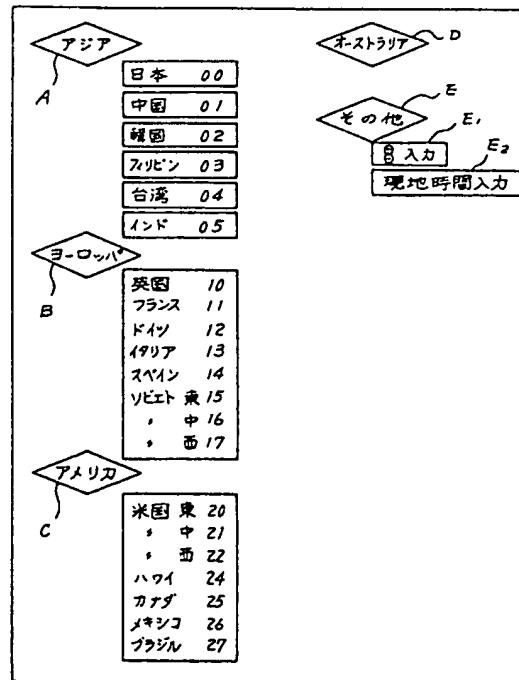 アジア
A
日本 00
中国 01
韓国 02
フィリピン 03
台湾 04
インド 05
ヨーロッパ
B
英国 10
フランス 11
ドイツ 12
イタリア 13
スペイン 14
ソビエト 東 15
〃 中 16
〃 西 17
アメリカ
C
米国 東 20
〃 中 21
〃 西 22
ハワイ 24
カナダ 25
メキシコ 26
ブラジル 27
オーストラリア
D
その他
E
入力
E1
現地時間入力
E2